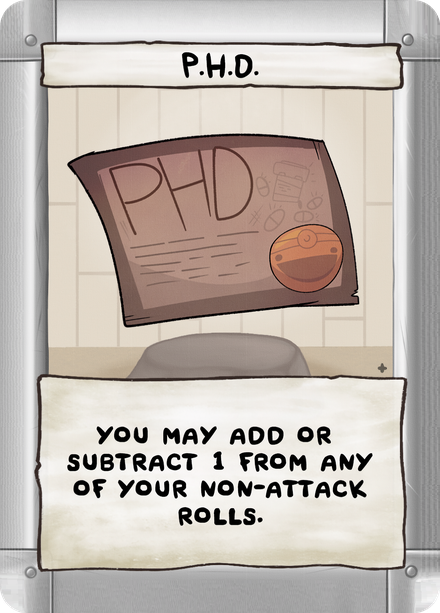 P.H.D.
PHD
YOU MAY ADD OR
SUBTRACT 1 FROM ANY
OF YOUR NON-ATTACK
ROLLS.